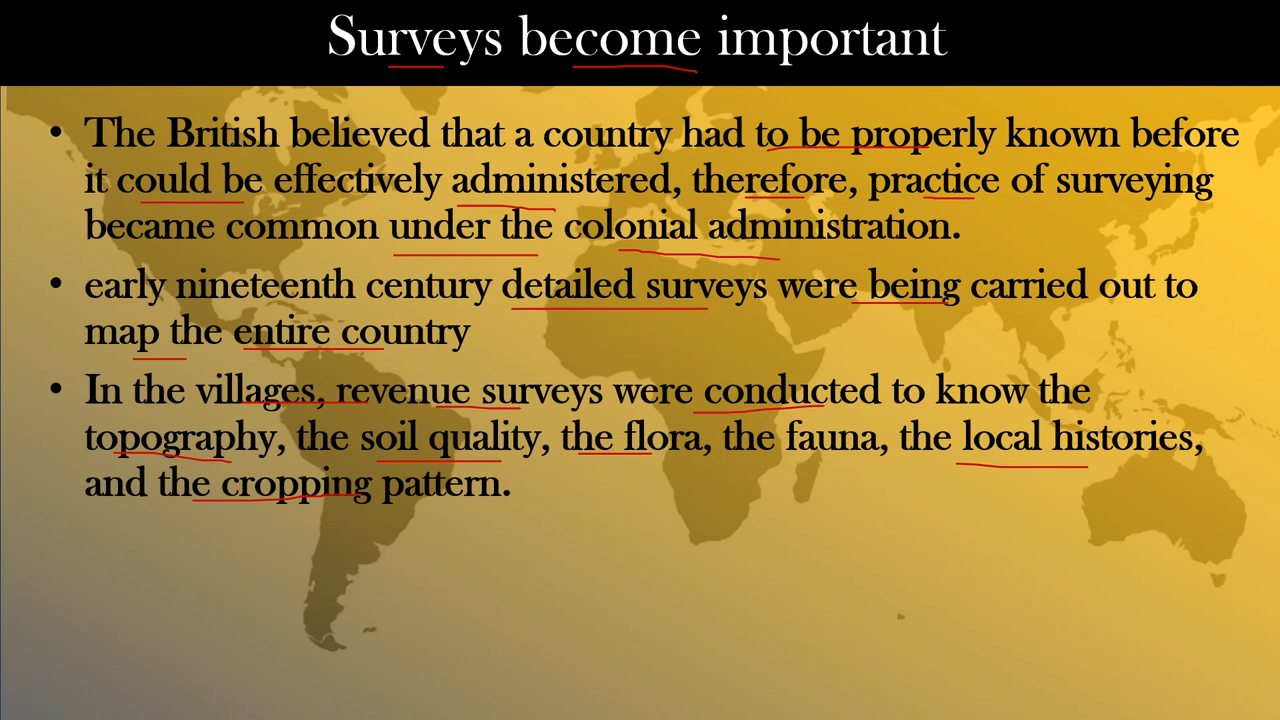 Surveys become important
• The British believed that a country had to be properly known before
it could be effectively administered, therefore, practice of surveying
became common under the colonial administration.
• early nineteenth century detailed surveys were being carried out to
map the entire country
• In the villages, revenue surveys were conducted to know the
topography, the soil quality, the flora, the fauna, the local histories,
and the cropping pattern.